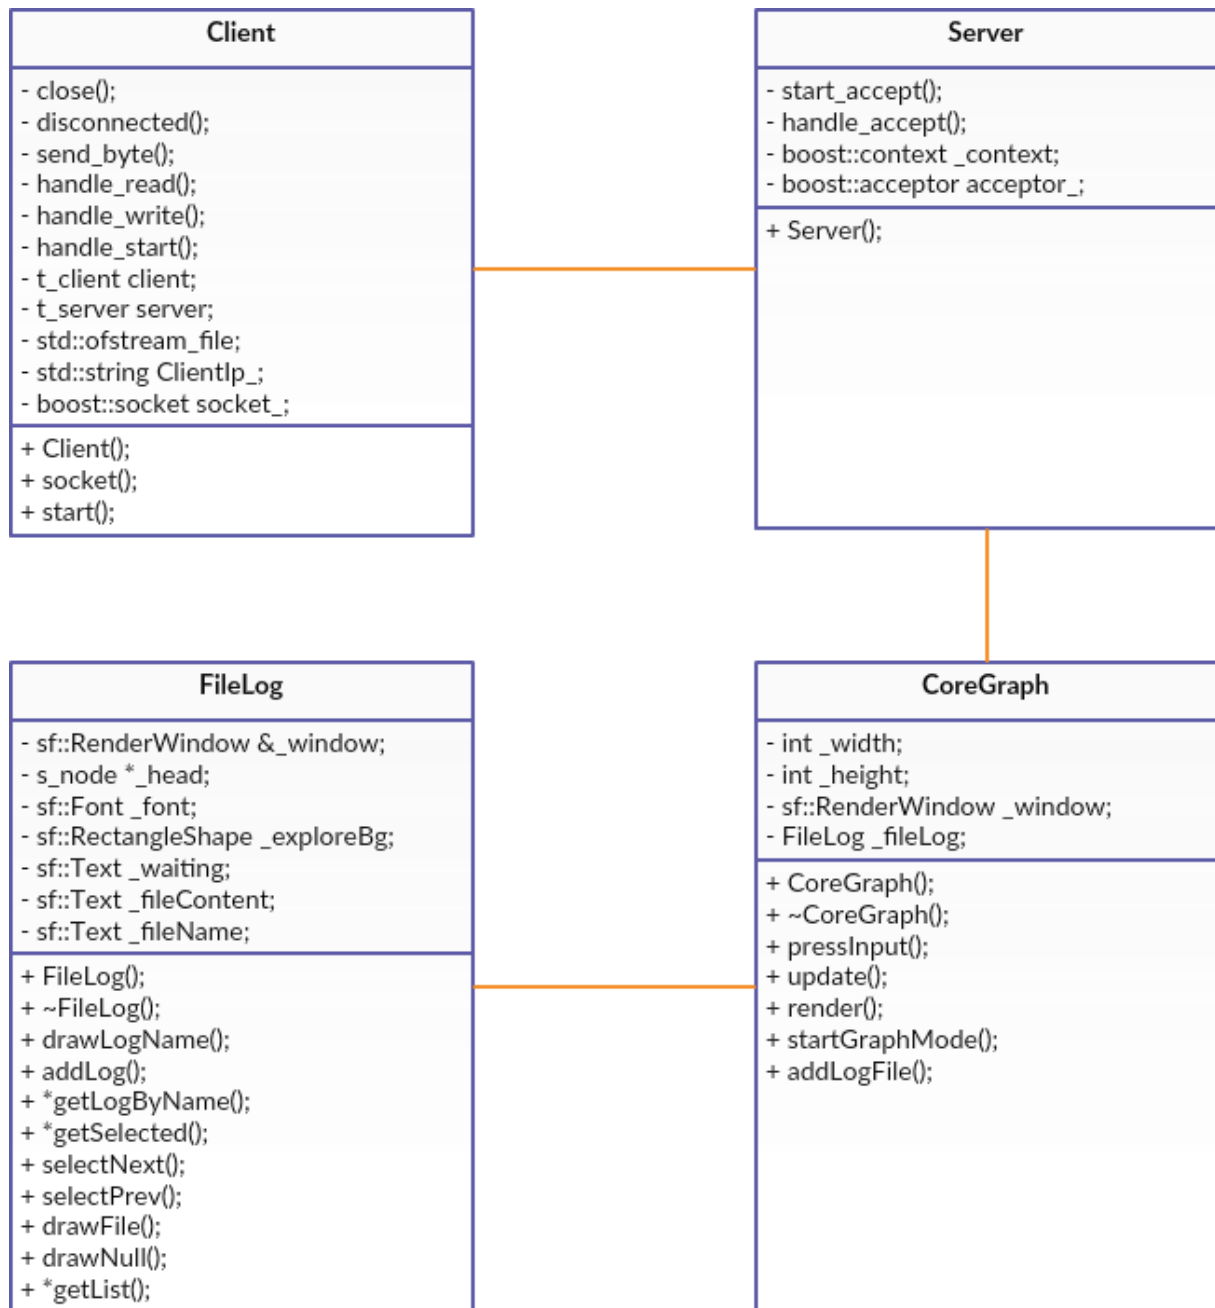 Client
- close();
- disconnected();
- send_byte();
- handle_read();
- handle_write();
- handle_start();
- t_client client;
- t_server server;
- std::ofstream_file;
- std::string ClientIp_;
- boost::socket socket_;
+ Client();
+ socket();
+ start();
Server
- start_accept();
- handle_accept();
- boost::context _context;
- boost::acceptor acceptor_;
+ Server();
FileLog
- sf::RenderWindow &_window;
- s_node *_head;
- sf::Font _font;
- sf::RectangleShape _exploreBg;
- sf::Text _waiting;
- sf::Text _fileContent;
- sf::Text _fileName;
+ FileLog();
+ ~FileLog();
+ drawLogName();
+ addLog();
+ *getLogByName();
+ *getSelected();
+ selectNext();
+ selectPrev();
+ drawFile();
+ drawNull();
+ *getList();
CoreGraph
- int _width;
- int _height;
- sf::RenderWindow _window;
- FileLog _fileLog;
+ CoreGraph();
+ ~CoreGraph();
+ pressInput();
+ update();
+ render();
+ startGraphMode();
+ addLogFile();